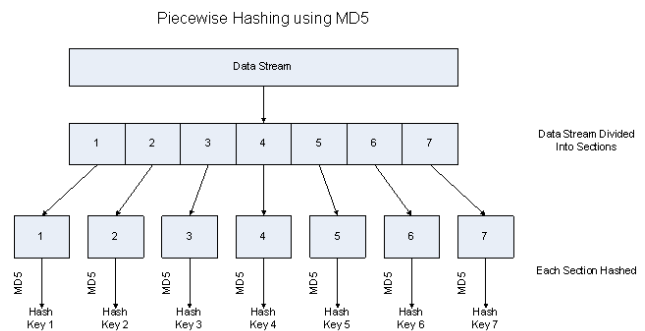 Piecewise Hashing using MD5
Data Stream
1 2 3 4 5 6 7
Data Stream Divided
Into Sections
1 2 3 4 5 6 7
Each Section Hashed
MD5 MD5 MD5 MD5 MD5 MD5 MD5
Hash Hash Hash Hash Hash Hash Hash
Key 1 Key 2 Key 3 Key 4 Key 5 Key 6 Key 7